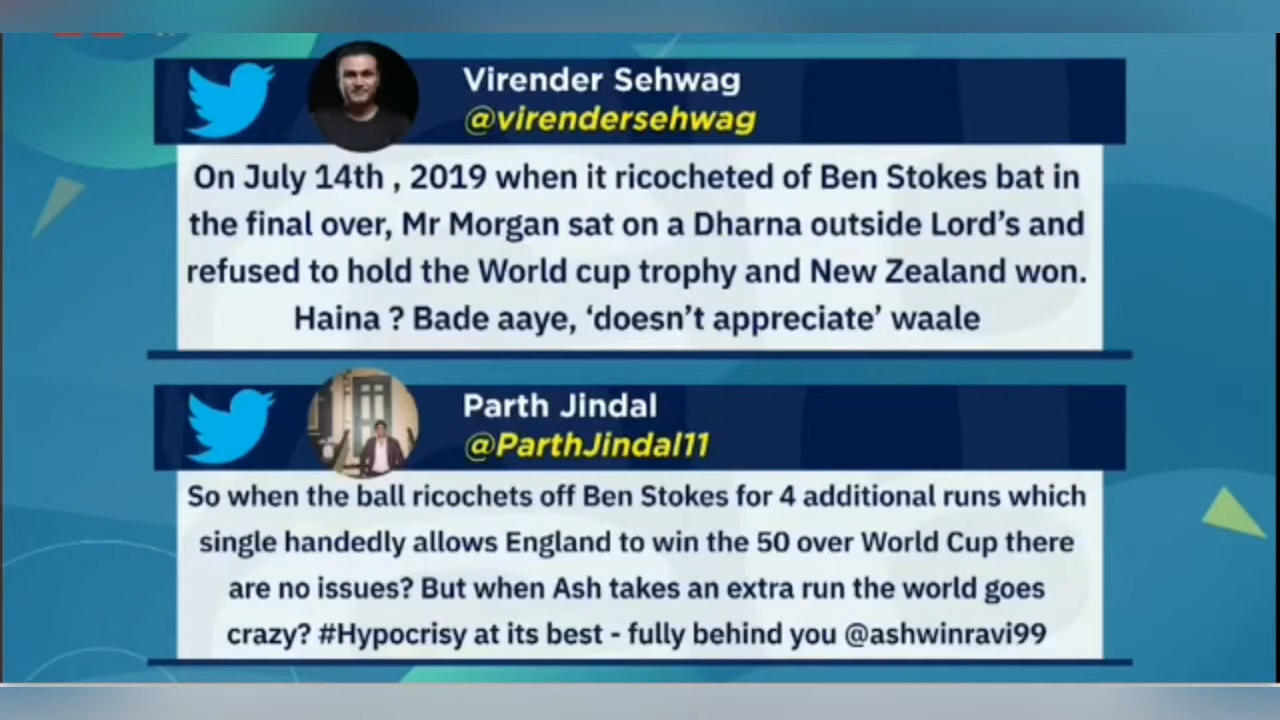 Virender Sehwag
@virendersehwag
On July 14th , 2019 when it ricocheted of Ben Stokes bat in
the final over, Mr Morgan sat on a Dharna outside Lord's and
refused to hold the World cup trophy and New Zealand won.
Haina ? Bade aaye, ‘doesn’t appreciate’ waale
Parth Jindal
@ParthJindal11
So when the ball ricochets off Ben Stokes for 4 additional runs which
single handedly allows England to win the 50 over World Cup there
are no issues? But when Ash takes an extra run the world goes
crazy? #Hypocrisy at its best - fully behind you @ashwinravi99